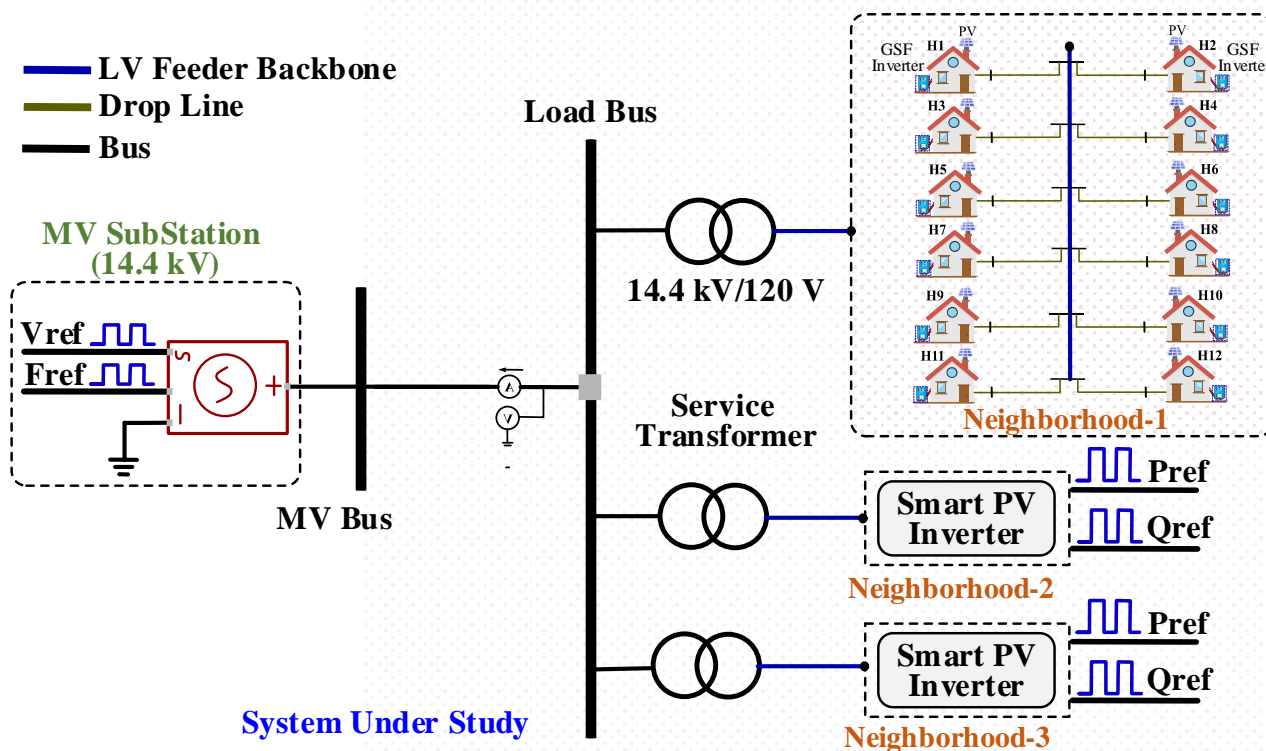 LV Feeder Backbone
Drop Line
Bus
MV SubStation
(14.4 kV)
Vref
Fref
S
+
MV Bus
A
V
Load Bus
14.4 kV/120 V
Service
Transformer
GSF
Inverter
H1
PV
PV
H2
GSF
Inverter
H3
H4
H5
H6
H7
H8
H9
H10
H11
H12
Neighborhood-1
Smart PV
Inverter
Pref
Qref
Neighborhood-2
Smart PV
Inverter
Pref
Qref
Neighborhood-3
System Under Study